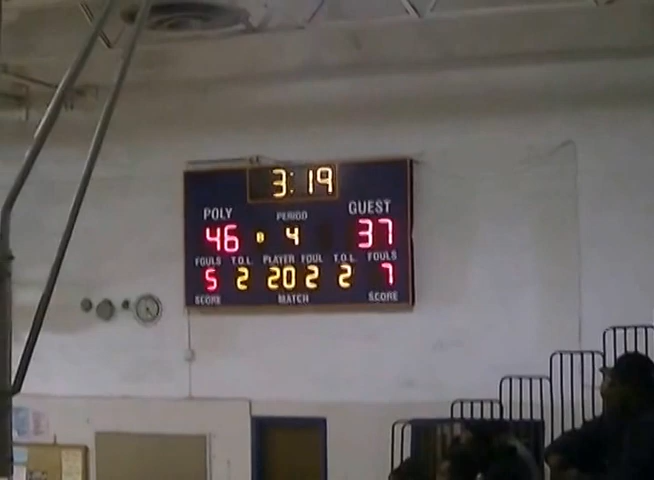 3:19
POLY PERIOD GUEST
46 B 4 37
FOULS T.O.L. PLAYER FOUL T.O.L. FOULS
5 2 20 2 2 7
SCORE MATCH SCORE